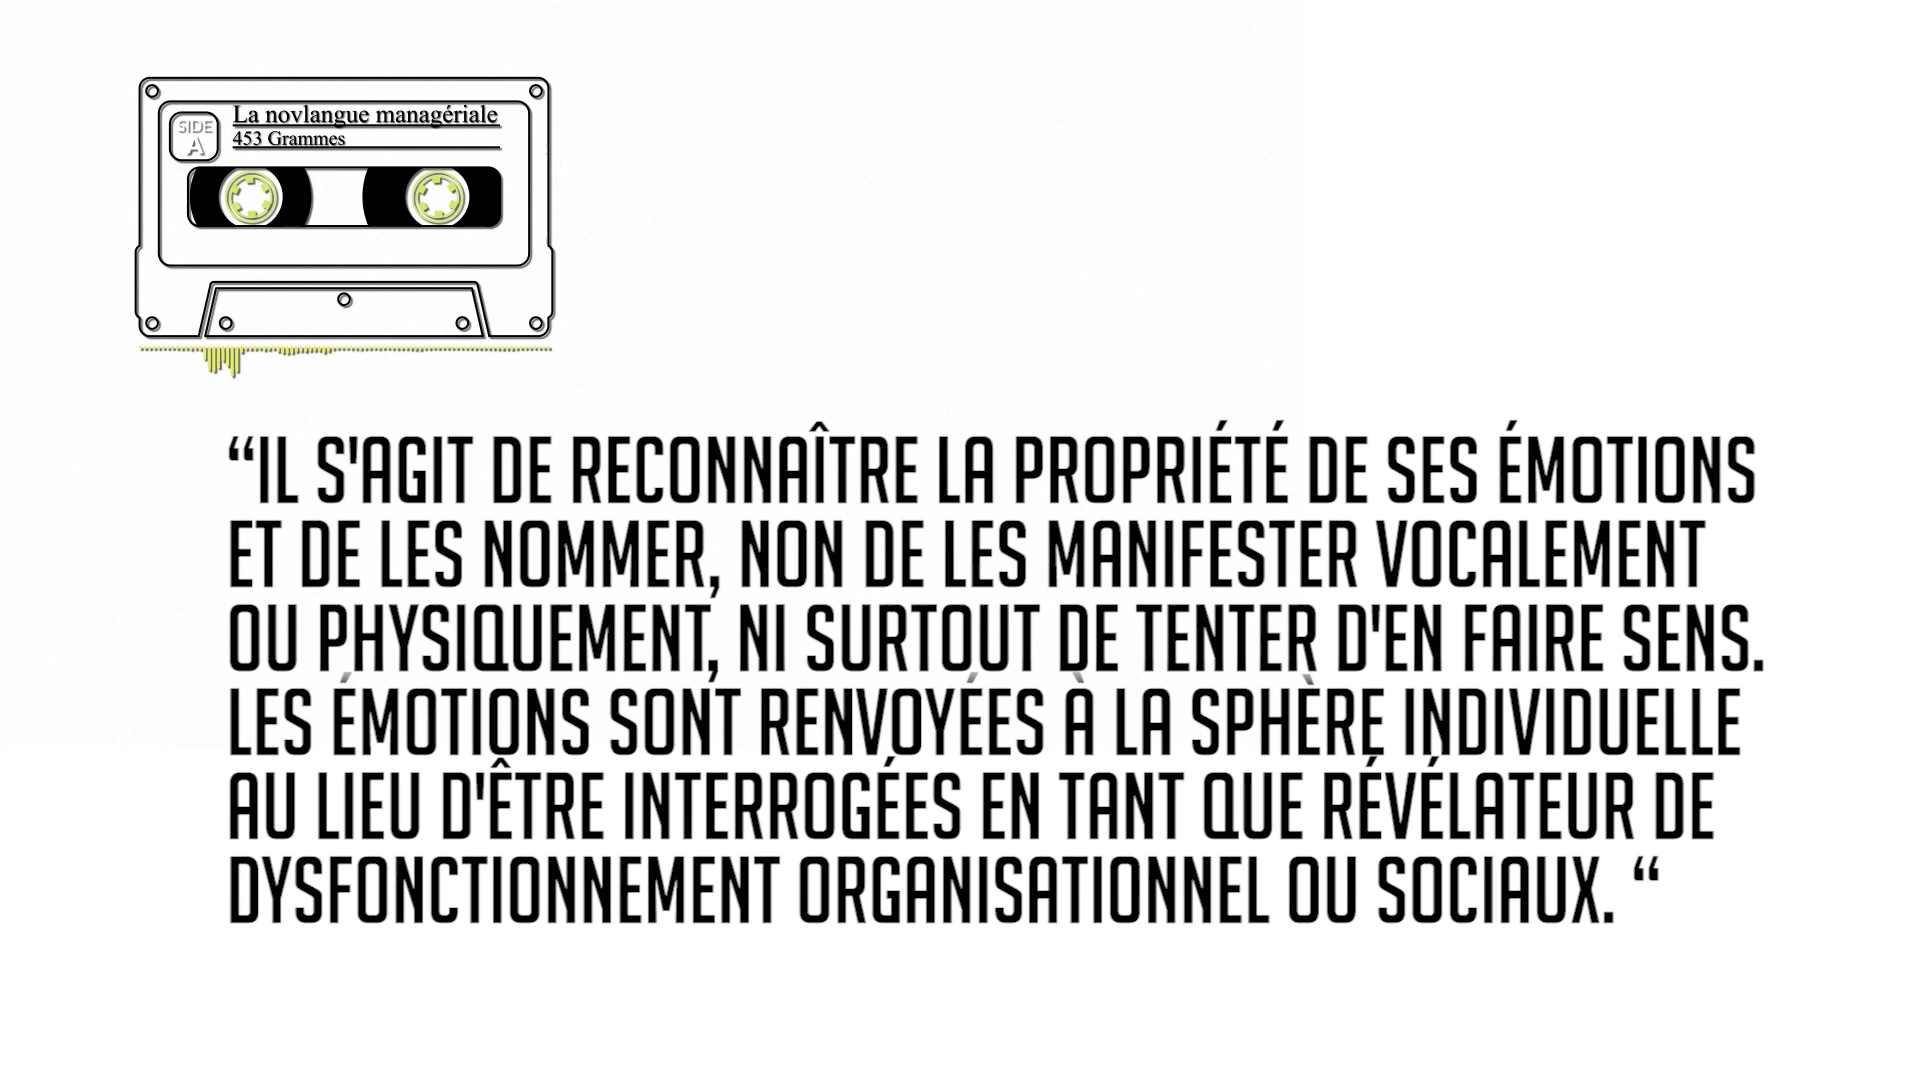 La novlangue managériale
SIDE
A
453 Grammes
“IL S'AGIT DE RECONNAÎTRE LA PROPRIÉTÉ DE SES ÉMOTIONS
ET DE LES NOMMER, NON DE LES MANIFESTER VOCALEMENT
OU PHYSIQUEMENT, NI SURTOUT DE TENTER D'EN FAIRE SENS.
LES ÉMOTIONS SONT RENVOYÉES À LA SPHÈRE INDIVIDUELLE
AU LIEU D'ÊTRE INTERROGÉES EN TANT QUE RÉVÉLATEUR DE
DYSFONCTIONNEMENT ORGANISATIONNEL OU SOCIAUX. “